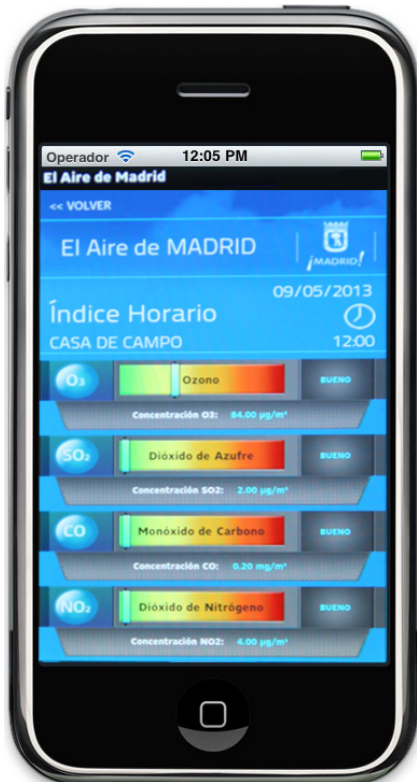 Operador 12:05 PM
El Aire de Madrid
<< VOLVER
El Aire de MADRID
¡MADRID!
09/05/2013
Índice Horario
CASA DE CAMPO 12:00
O₃ Ozono BUENO
Concentración O3: 84.00 µg/m³
SO₂ Dióxido de Azufre BUENO
Concentración SO2: 2.00 µg/m³
CO Monóxido de Carbono BUENO
Concentración CO: 0.20 mg/m³
NO₂ Dióxido de Nitrógeno BUENO
Concentración NO2: 4.00 µg/m³